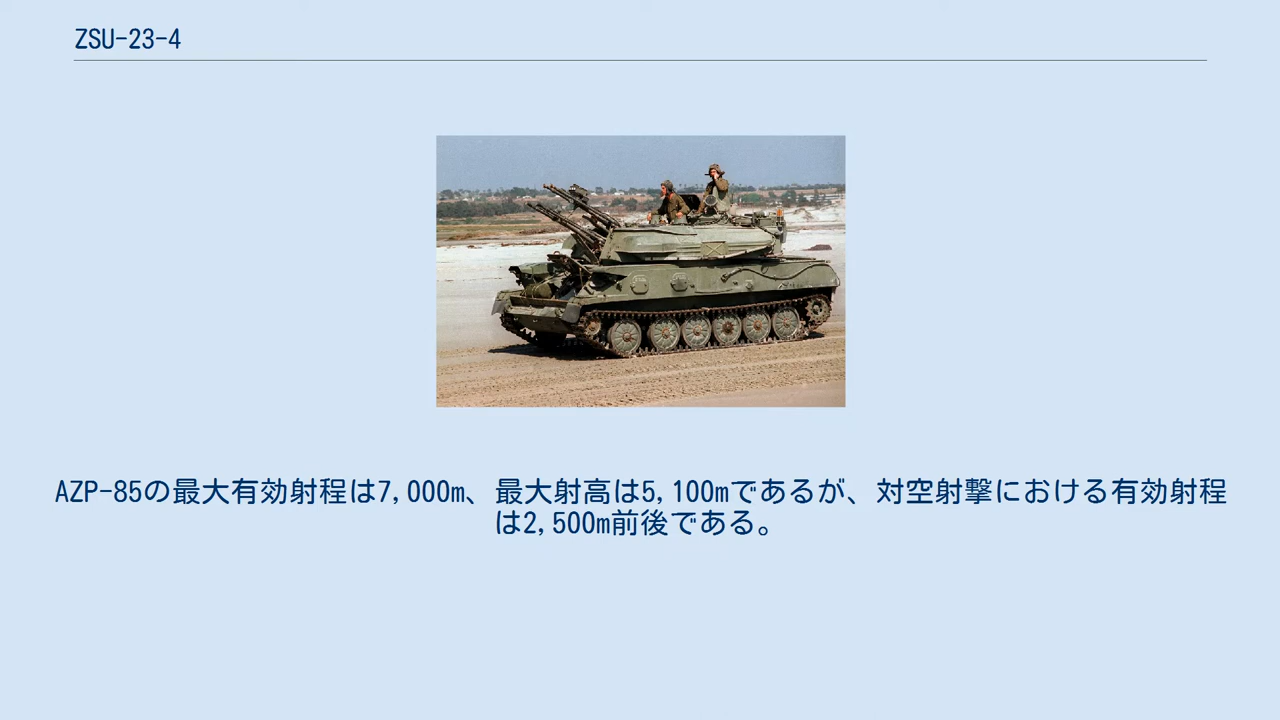 ZSU-23-4
AZP-85の最大有効射程は7,000m、最大射高は5,100mであるが、対空射撃における有効射程
は2,500m前後である。